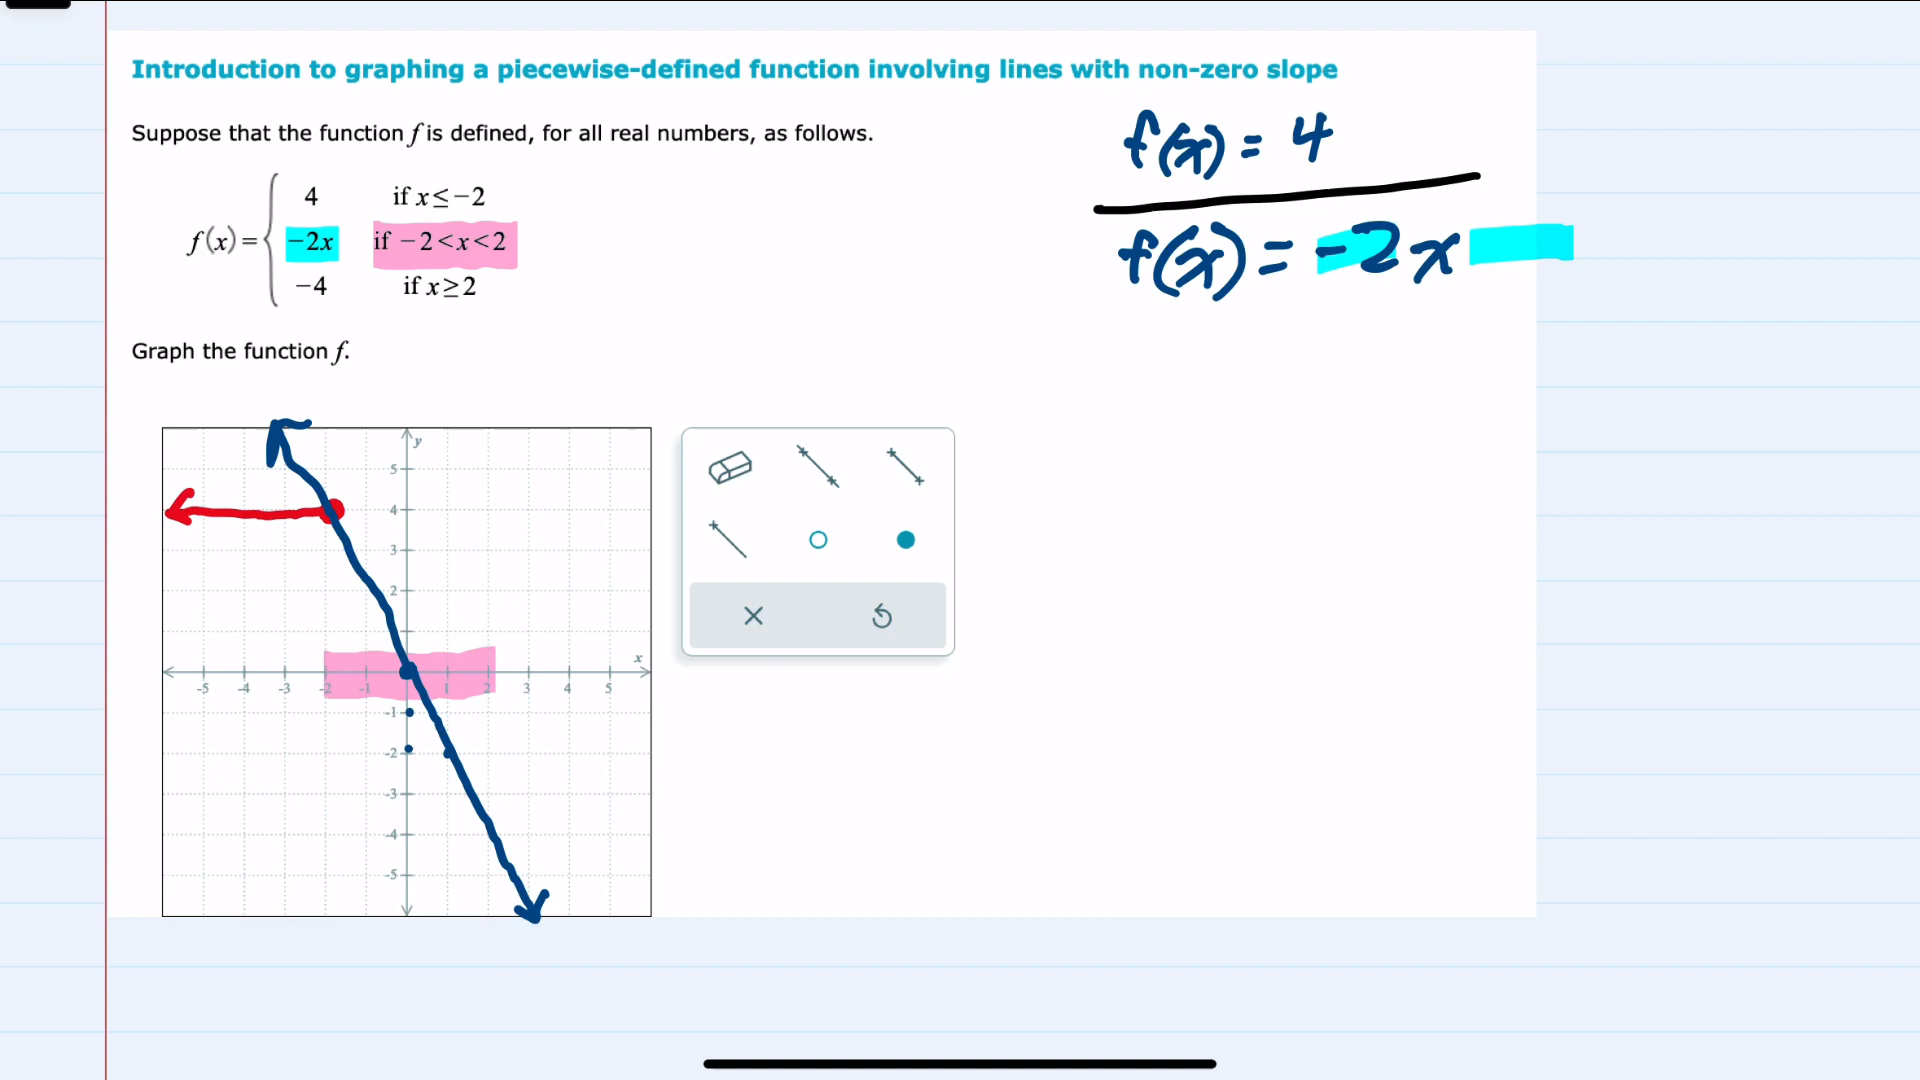 Introduction to graphing a piecewise-defined function involving lines with non-zero slope
Suppose that the function f is defined, for all real numbers, as follows.
f(x) = 4
4 if x≤−2
f(x)= −2x if −2<x<2
−4 if x≥2
f(x) = -2x
Graph the function f.
y
5
4
3
2
x
-5 -4 -3 -2 -1 1 2 3 4 5
-1
-2
-3
-4
-5